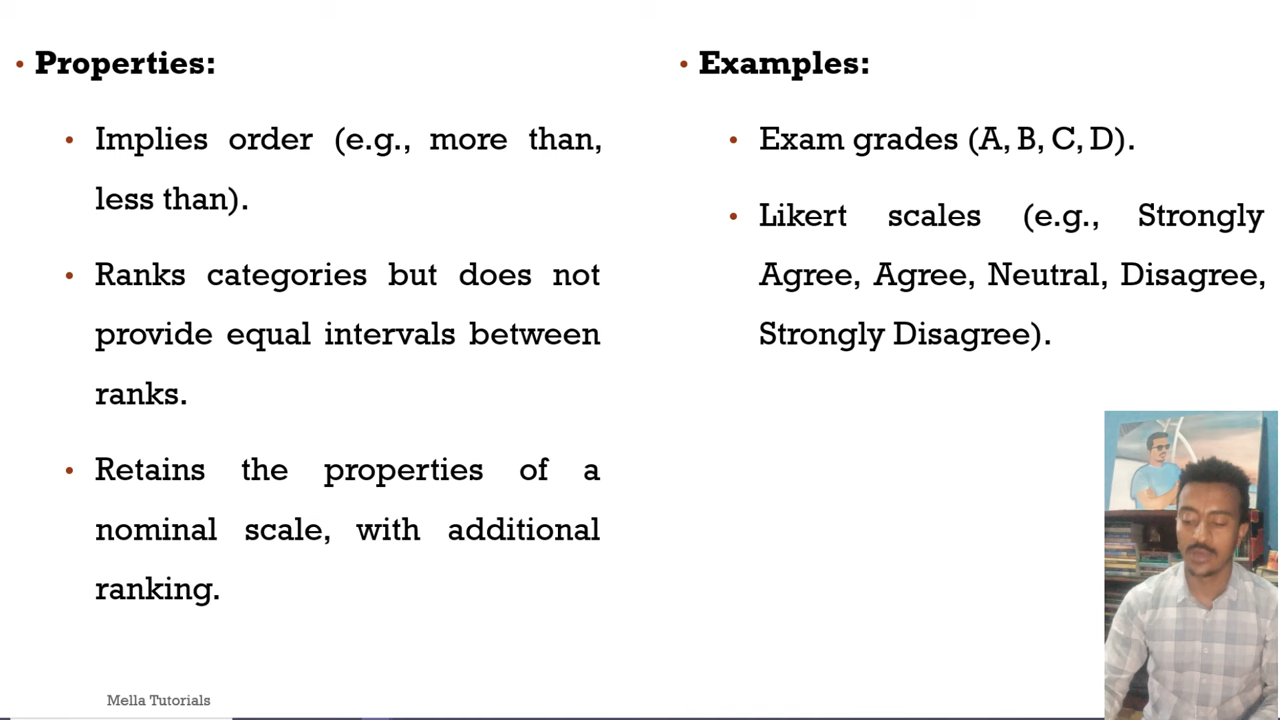 • Properties:
• Implies order (e.g., more than,
less than).
• Ranks categories but does not
provide equal intervals between
ranks.
• Retains the properties of a
nominal scale, with additional
ranking.
• Examples:
• Exam grades (A, B, C, D).
• Likert scales (e.g., Strongly
Agree, Agree, Neutral, Disagree,
Strongly Disagree).
Mella Tutorials